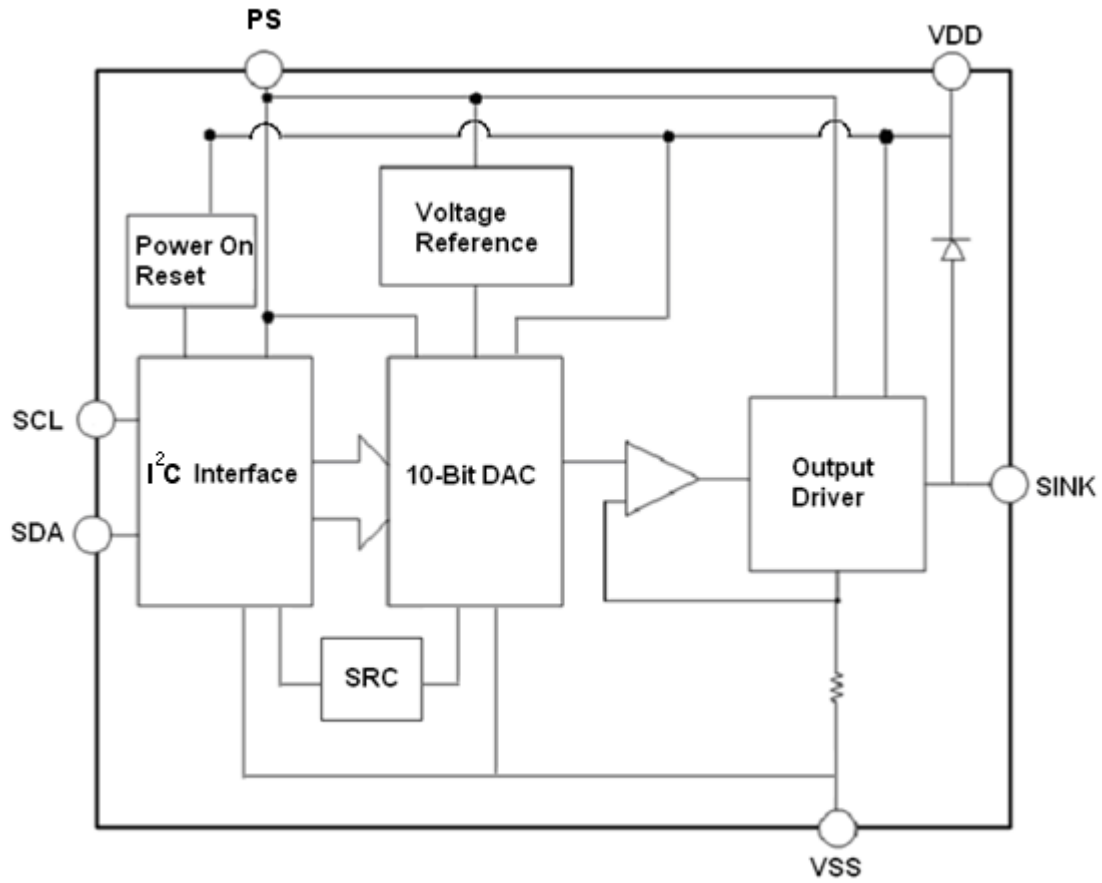 PS
VDD
Voltage
Reference
Power On
Reset
SCL
I²C Interface
10-Bit DAC
Output
Driver
SINK
SDA
SRC
VSS